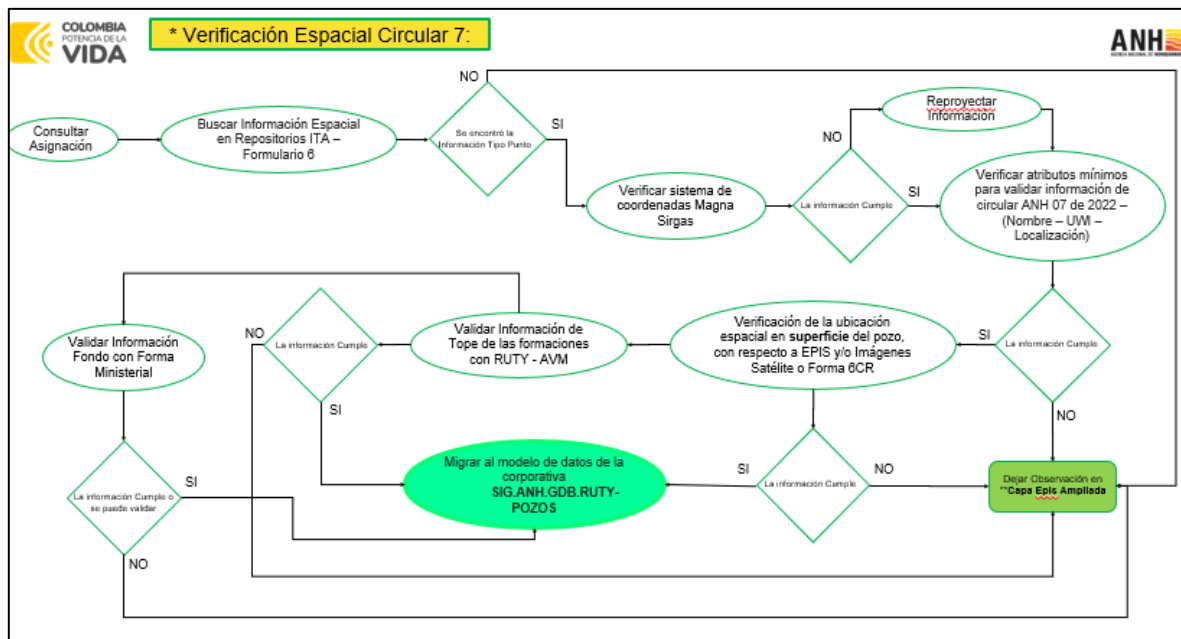 COLOMBIA
POTENCIA DE LA
VIDA
* Verificación Espacial Circular 7:
ANH
NO
Consultar
Asignación
Buscar Información Espacial
en Repositorios ITA –
Formulario 6
Se encontró la
Información Tipo Punto
SI
Verificar sistema de
coordenadas Magna
Sirgas
NO
La información Cumple
SI
Reproyectar
Información
Verificar atributos mínimos
para validar información de
circular ANH 07 de 2022 –
(Nombre – UWI –
Localización)
La información Cumple
SI
NO
Verificación de la ubicación
espacial en superficie del pozo,
con respecto a EPIS y/o Imágenes
Satélite o Forma 6CR
Validar Información de
Tope de las formaciones
con RUTY - AVM
NO
La información Cumple
SI
Validar Información
Fondo con Forma
Ministerial
La información Cumple o
se puede validar
SI
NO
Migrar al modelo de datos de la
corporativa
SIG.ANH.GDB.RUTY-
POZOS
SI
La información Cumple
NO
Dejar Observación en
**Capa Epis Ampliada